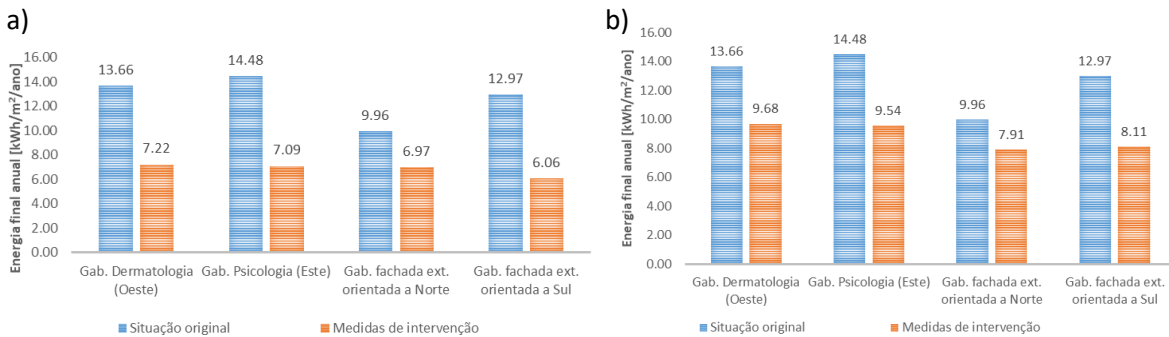 a)
Energia final anual [kWh/m²/ano]
16.00
14.00
12.00
10.00
8.00
6.00
4.00
2.00
0.00
13.66
7.22
14.48
7.09
9.96
6.97
12.97
6.06
Gab. Dermatologia
(Oeste)
Gab. Psicologia (Este)
Gab. fachada ext.
orientada a Norte
Gab. fachada ext.
orientada a Sul
Situação original
Medidas de intervenção
b)
Energia final anual [kWh/m²/ano]
16.00
14.00
12.00
10.00
8.00
6.00
4.00
2.00
0.00
13.66
9.68
14.48
9.54
9.96
7.91
12.97
8.11
Gab. Dermatologia
(Oeste)
Gab. Psicologia (Este)
Gab. fachada ext.
orientada a Norte
Gab. fachada ext.
orientada a Sul
Situação original
Medidas de intervenção